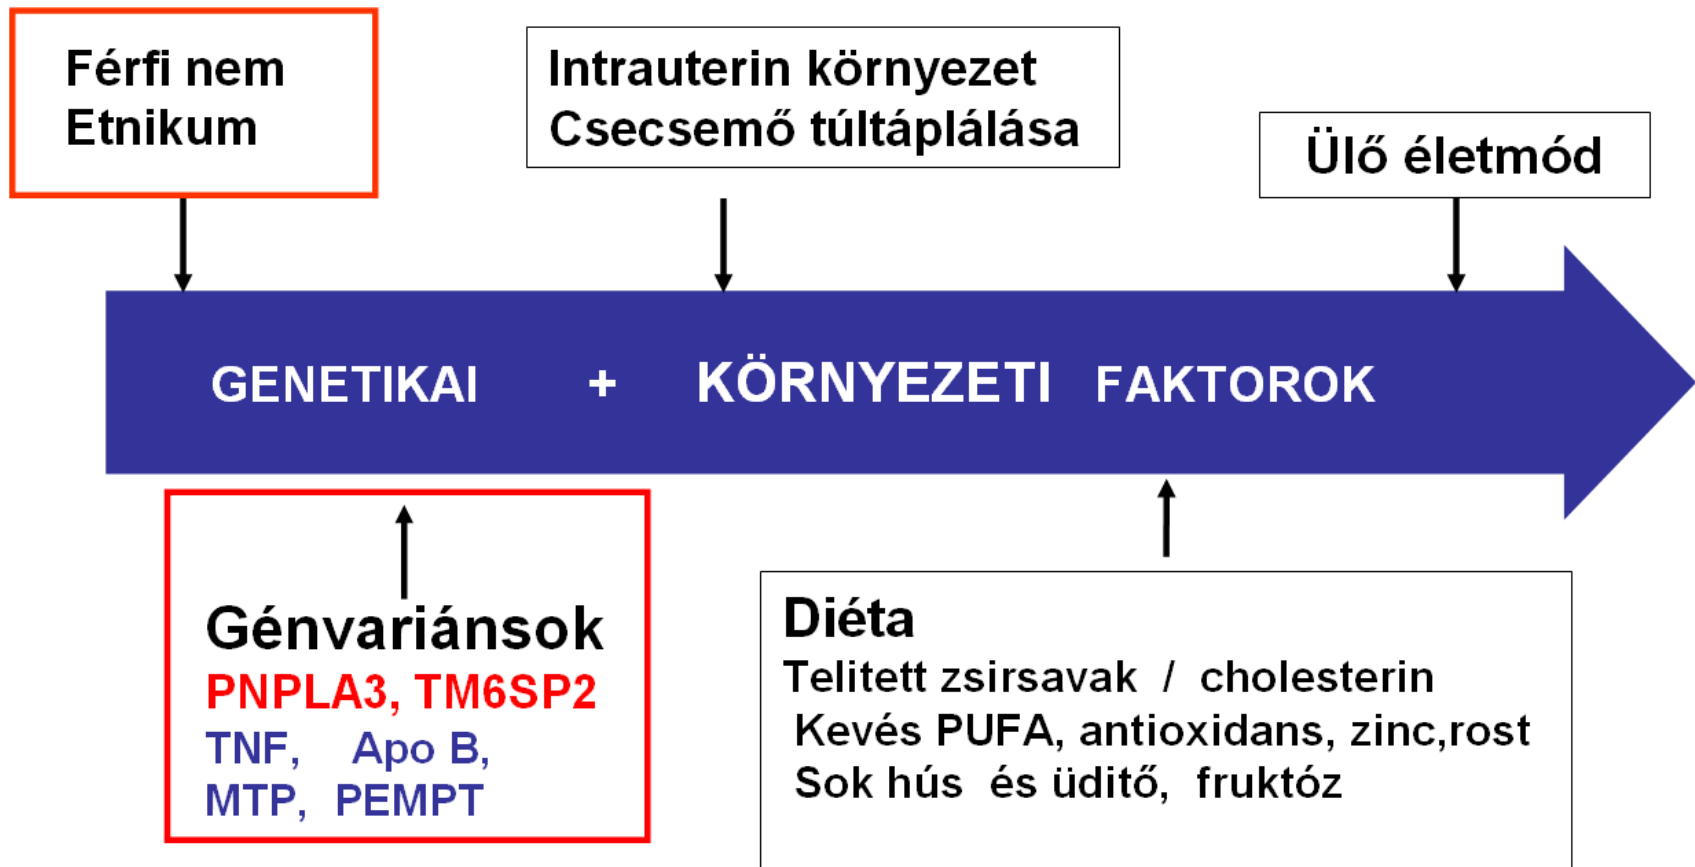 Férfi nem
Etnikum
Intrauterin környezet
Csecsemő túltáplálása
Ülő életmód
GENETIKAI + KÖRNYEZETI FAKTOROK
Génvariánsok
PNPLA3, TM6SP2
TNF, Apo B,
MTP, PEMPT
Diéta
Telitett zsirsavak / cholesterin
Kevés PUFA, antioxidans, zinc,rost
Sok hús és üditő, fruktóz